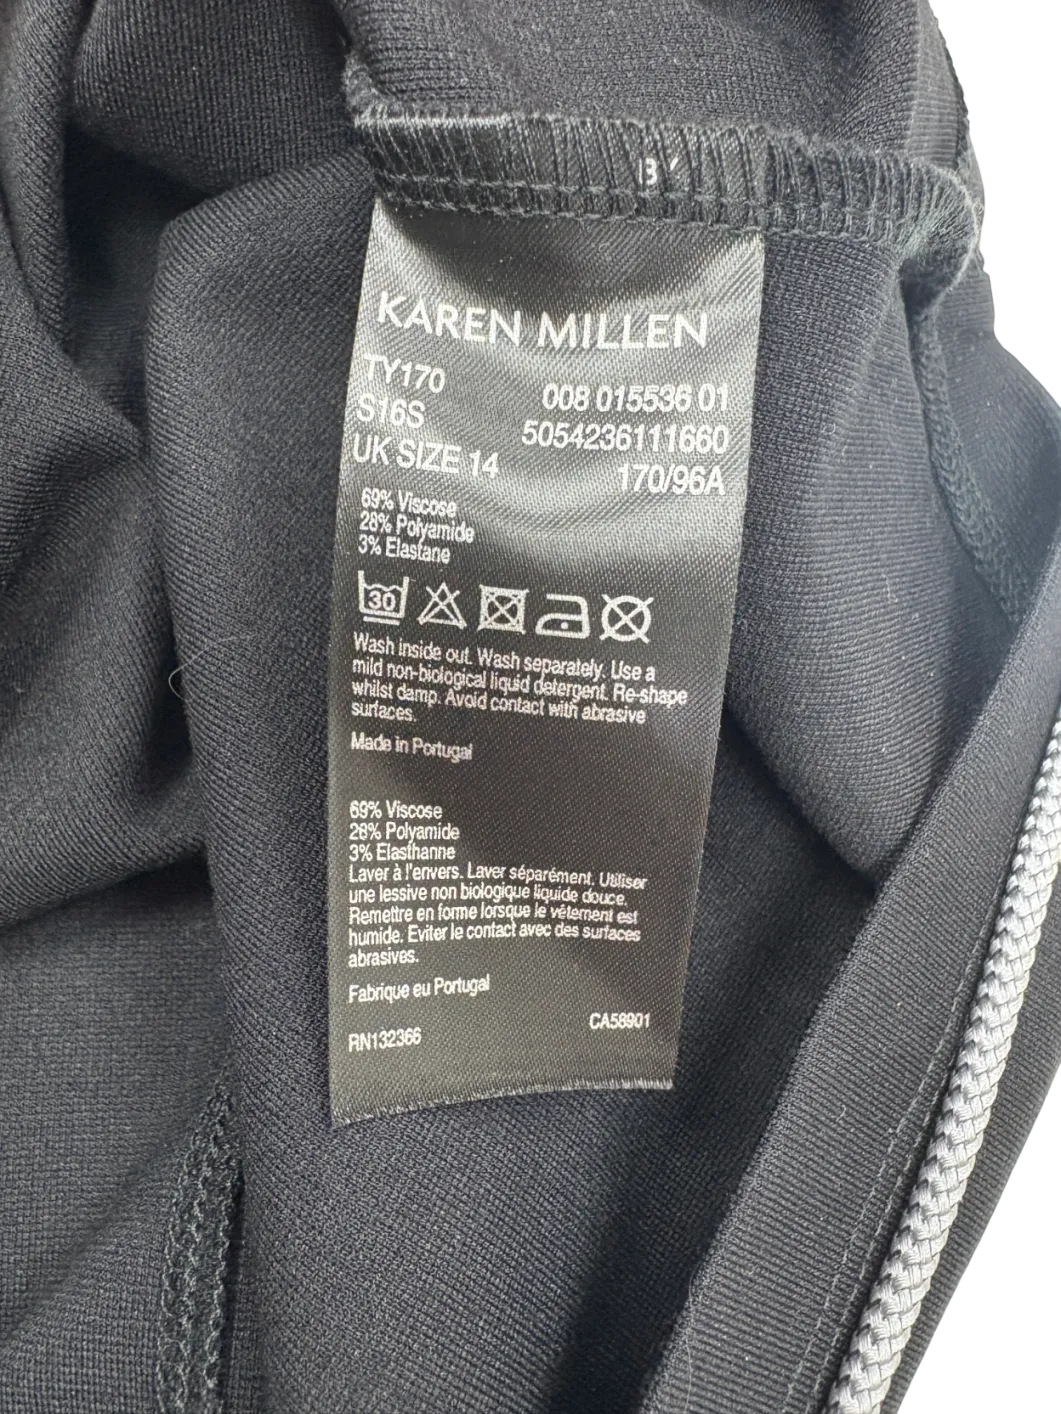 KAREN MILLEN
TY170 008 015536 01
S16S 5054236111660
UK SIZE 14 170/96A
69% Viscose
28% Polyamide
3% Elastane
30
Wash inside out. Wash separately. Use a
mild non-biological liquid detergent. Re-shape
whilst damp. Avoid contact with abrasive
surfaces.
Made in Portugal
69% Viscose
28% Polyamide
3% Elasthanne
Laver à l'envers. Laver séparément. Utiliser
une lessive non biologique liquide douce.
Remettre en forme lorsque le vêtement est
humide. Eviter le contact avec des surfaces
abrasives.
Fabrique eu Portugal
RN132366 CA58901